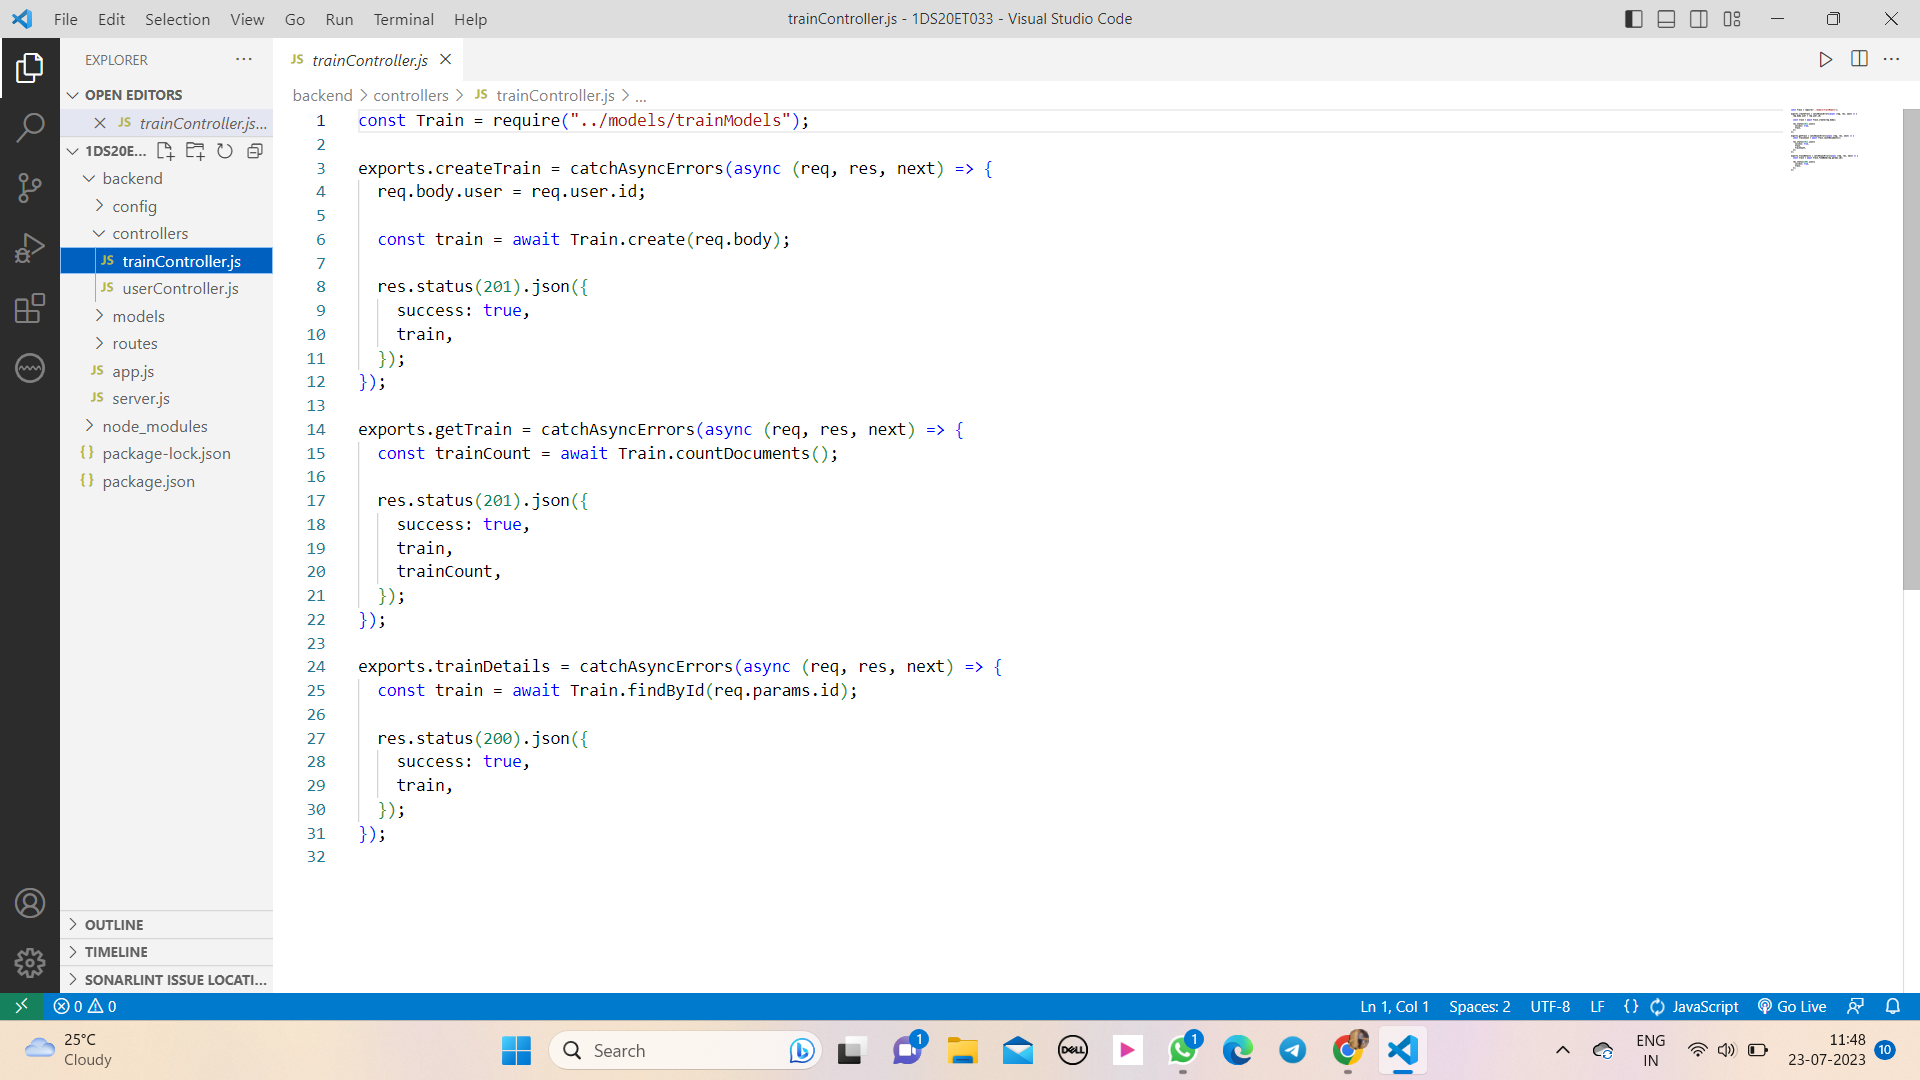 File Edit Selection View Go Run Terminal Help
trainController.js - 1DS20ET033 - Visual Studio Code
EXPLORER
OPEN EDITORS
JS trainController.js...
1DS20E...
backend
config
controllers
JS trainController.js
JS userController.js
models
routes
JS app.js
JS server.js
node_modules
{} package-lock.json
{} package.json
OUTLINE
TIMELINE
SONARLINT ISSUE LOCATI...
JS trainController.js
backend > controllers > JS trainController.js > ...
1 const Train = require("../models/trainModels");
2
3 exports.createTrain = catchAsyncErrors(async (req, res, next) => {
4 req.body.user = req.user.id;
5
6 const train = await Train.create(req.body);
7
8 res.status(201).json({
9 success: true,
10 train,
11 });
12 });
13
14 exports.getTrain = catchAsyncErrors(async (req, res, next) => {
15 const trainCount = await Train.countDocuments();
16
17 res.status(201).json({
18 success: true,
19 train,
20 trainCount,
21 });
22 });
23
24 exports.trainDetails = catchAsyncErrors(async (req, res, next) => {
25 const train = await Train.findById(req.params.id);
26
27 res.status(200).json({
28 success: true,
29 train,
30 });
31 });
32
0 0
Ln 1, Col 1 Spaces: 2 UTF-8 LF {} JavaScript Go Live
25°C
Cloudy
Search
1
DELL
1
ENG
IN
11:48
23-07-2023
10